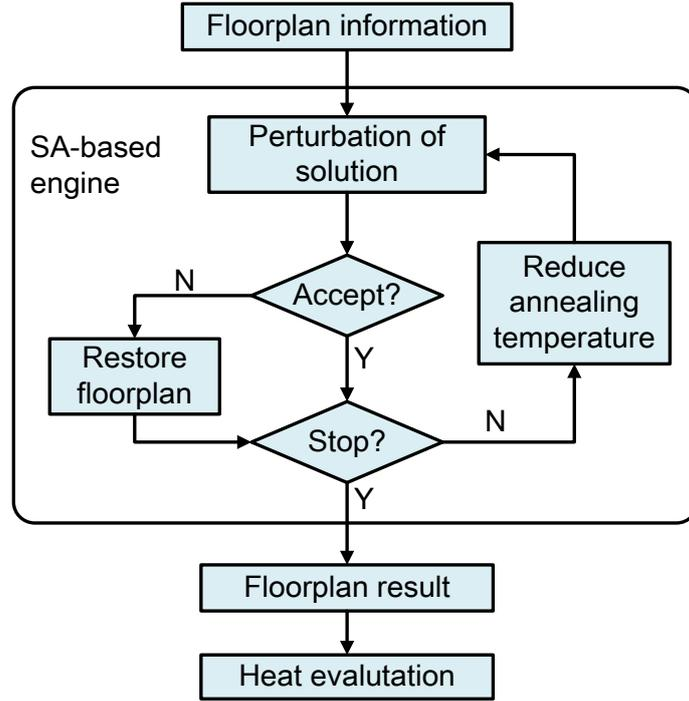 Floorplan information
SA-based
engine
Perturbation of
solution
Accept?
N
Y
Restore
floorplan
Reduce
annealing
temperature
Stop?
N
Y
Floorplan result
Heat evalutation